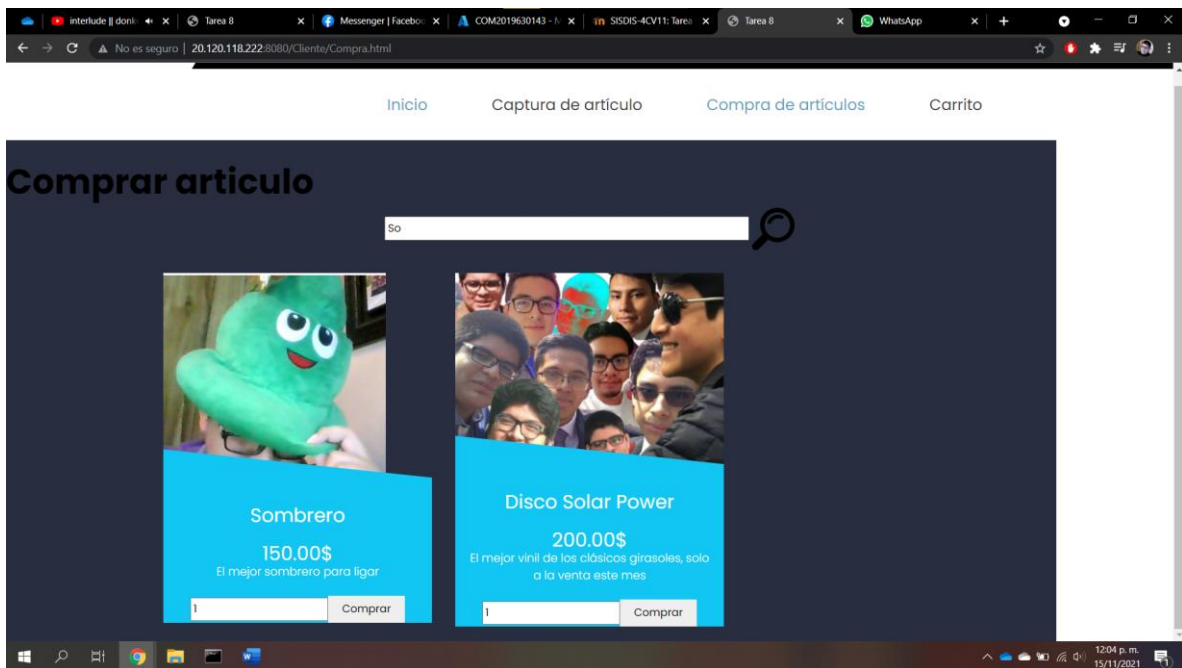 interlude || donk
Tarea 8
Messenger | Faceboo
COM2019630143 - M
SISDIS-4CV11: Tarea
Tarea 8
WhatsApp
No es seguro | 20.120.118.222:8080/Cliente/Compra.html
Inicio
Captura de artículo
Compra de artículos
Carrito
Comprar articulo
So
Sombrero
150.00$
El mejor sombrero para ligar
1
Comprar
Disco Solar Power
200.00$
El mejor vinil de los clásicos girasoles, solo
a la venta este mes
1
Comprar
12:04 p. m.
15/11/2021